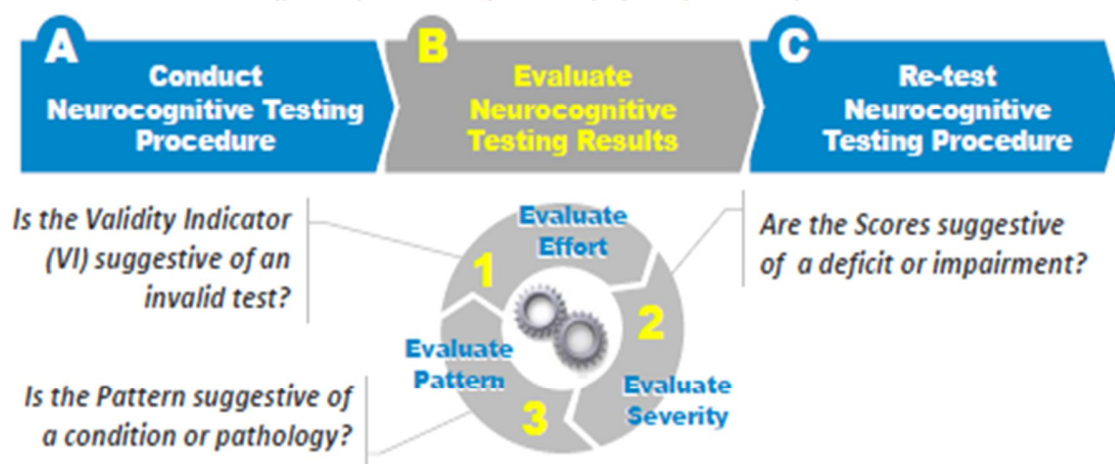 A
Conduct
Neurocognitive Testing
Procedure
B
Evaluate
Neurocognitive
Testing Results
C
Re-test
Neurocognitive
Testing Procedure
Is the Validity Indicator
(VI) suggestive of an
invalid test?
1
Evaluate
Effort
Are the Scores suggestive
of a deficit or impairment?
2
Evaluate
Severity
3
Evaluate
Pattern
Is the Pattern suggestive of
a condition or pathology?